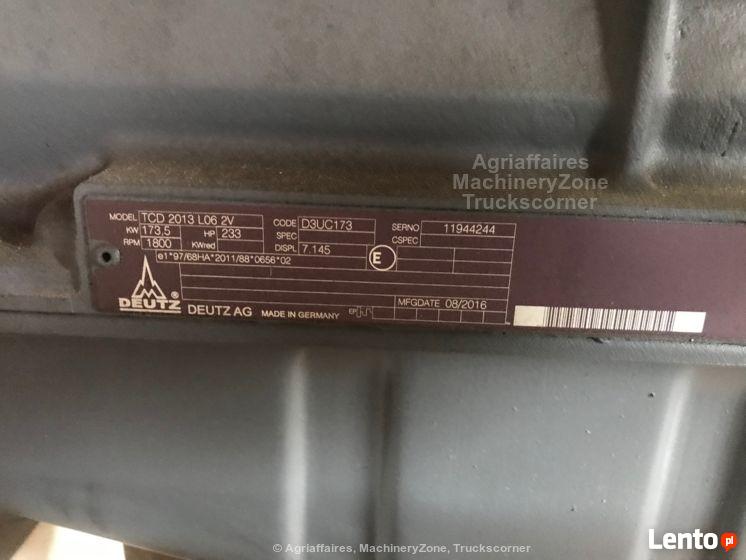 Agriaffaires
MachineryZone
Truckscorner
MODEL TCD 2013 L06 2V CODE D3UC173 SERNO 11944244
KW 173.5 HP 233 SPEC CSPEC
RPM 1800 KWred DISPL 7.145 E
e1*97/68HA*2011/88*0656*02
DEUTZ ®
DEUTZ AG MADE IN GERMANY EP MFGDATE 08/2016
© Agriaffaires, MachineryZone, Truckscorner
Lento.pl